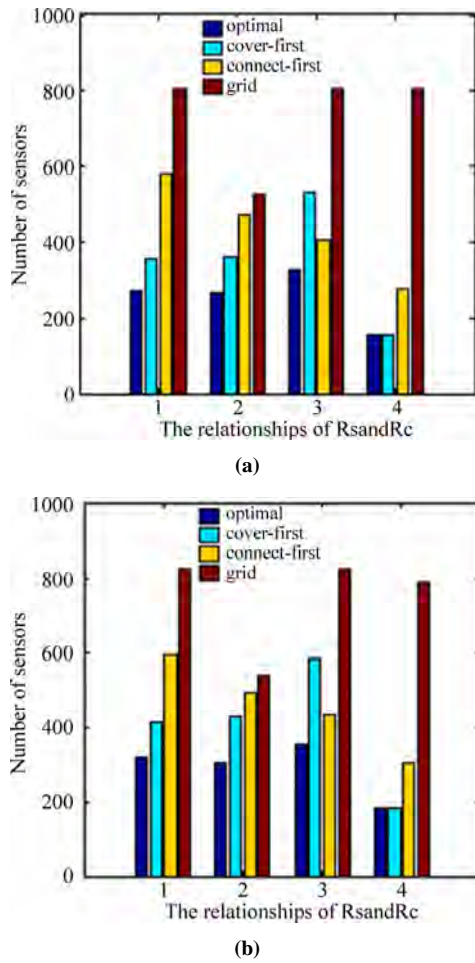 1000
800
600
400
200
0
Number of sensors
optimal
cover-first
connect-first
grid
1 2 3 4
The relationships of RsandRc
(a)
1000
800
600
400
200
0
Number of sensors
optimal
cover-first
connect-first
grid
1 2 3 4
The relationships of RsandRc
(b)